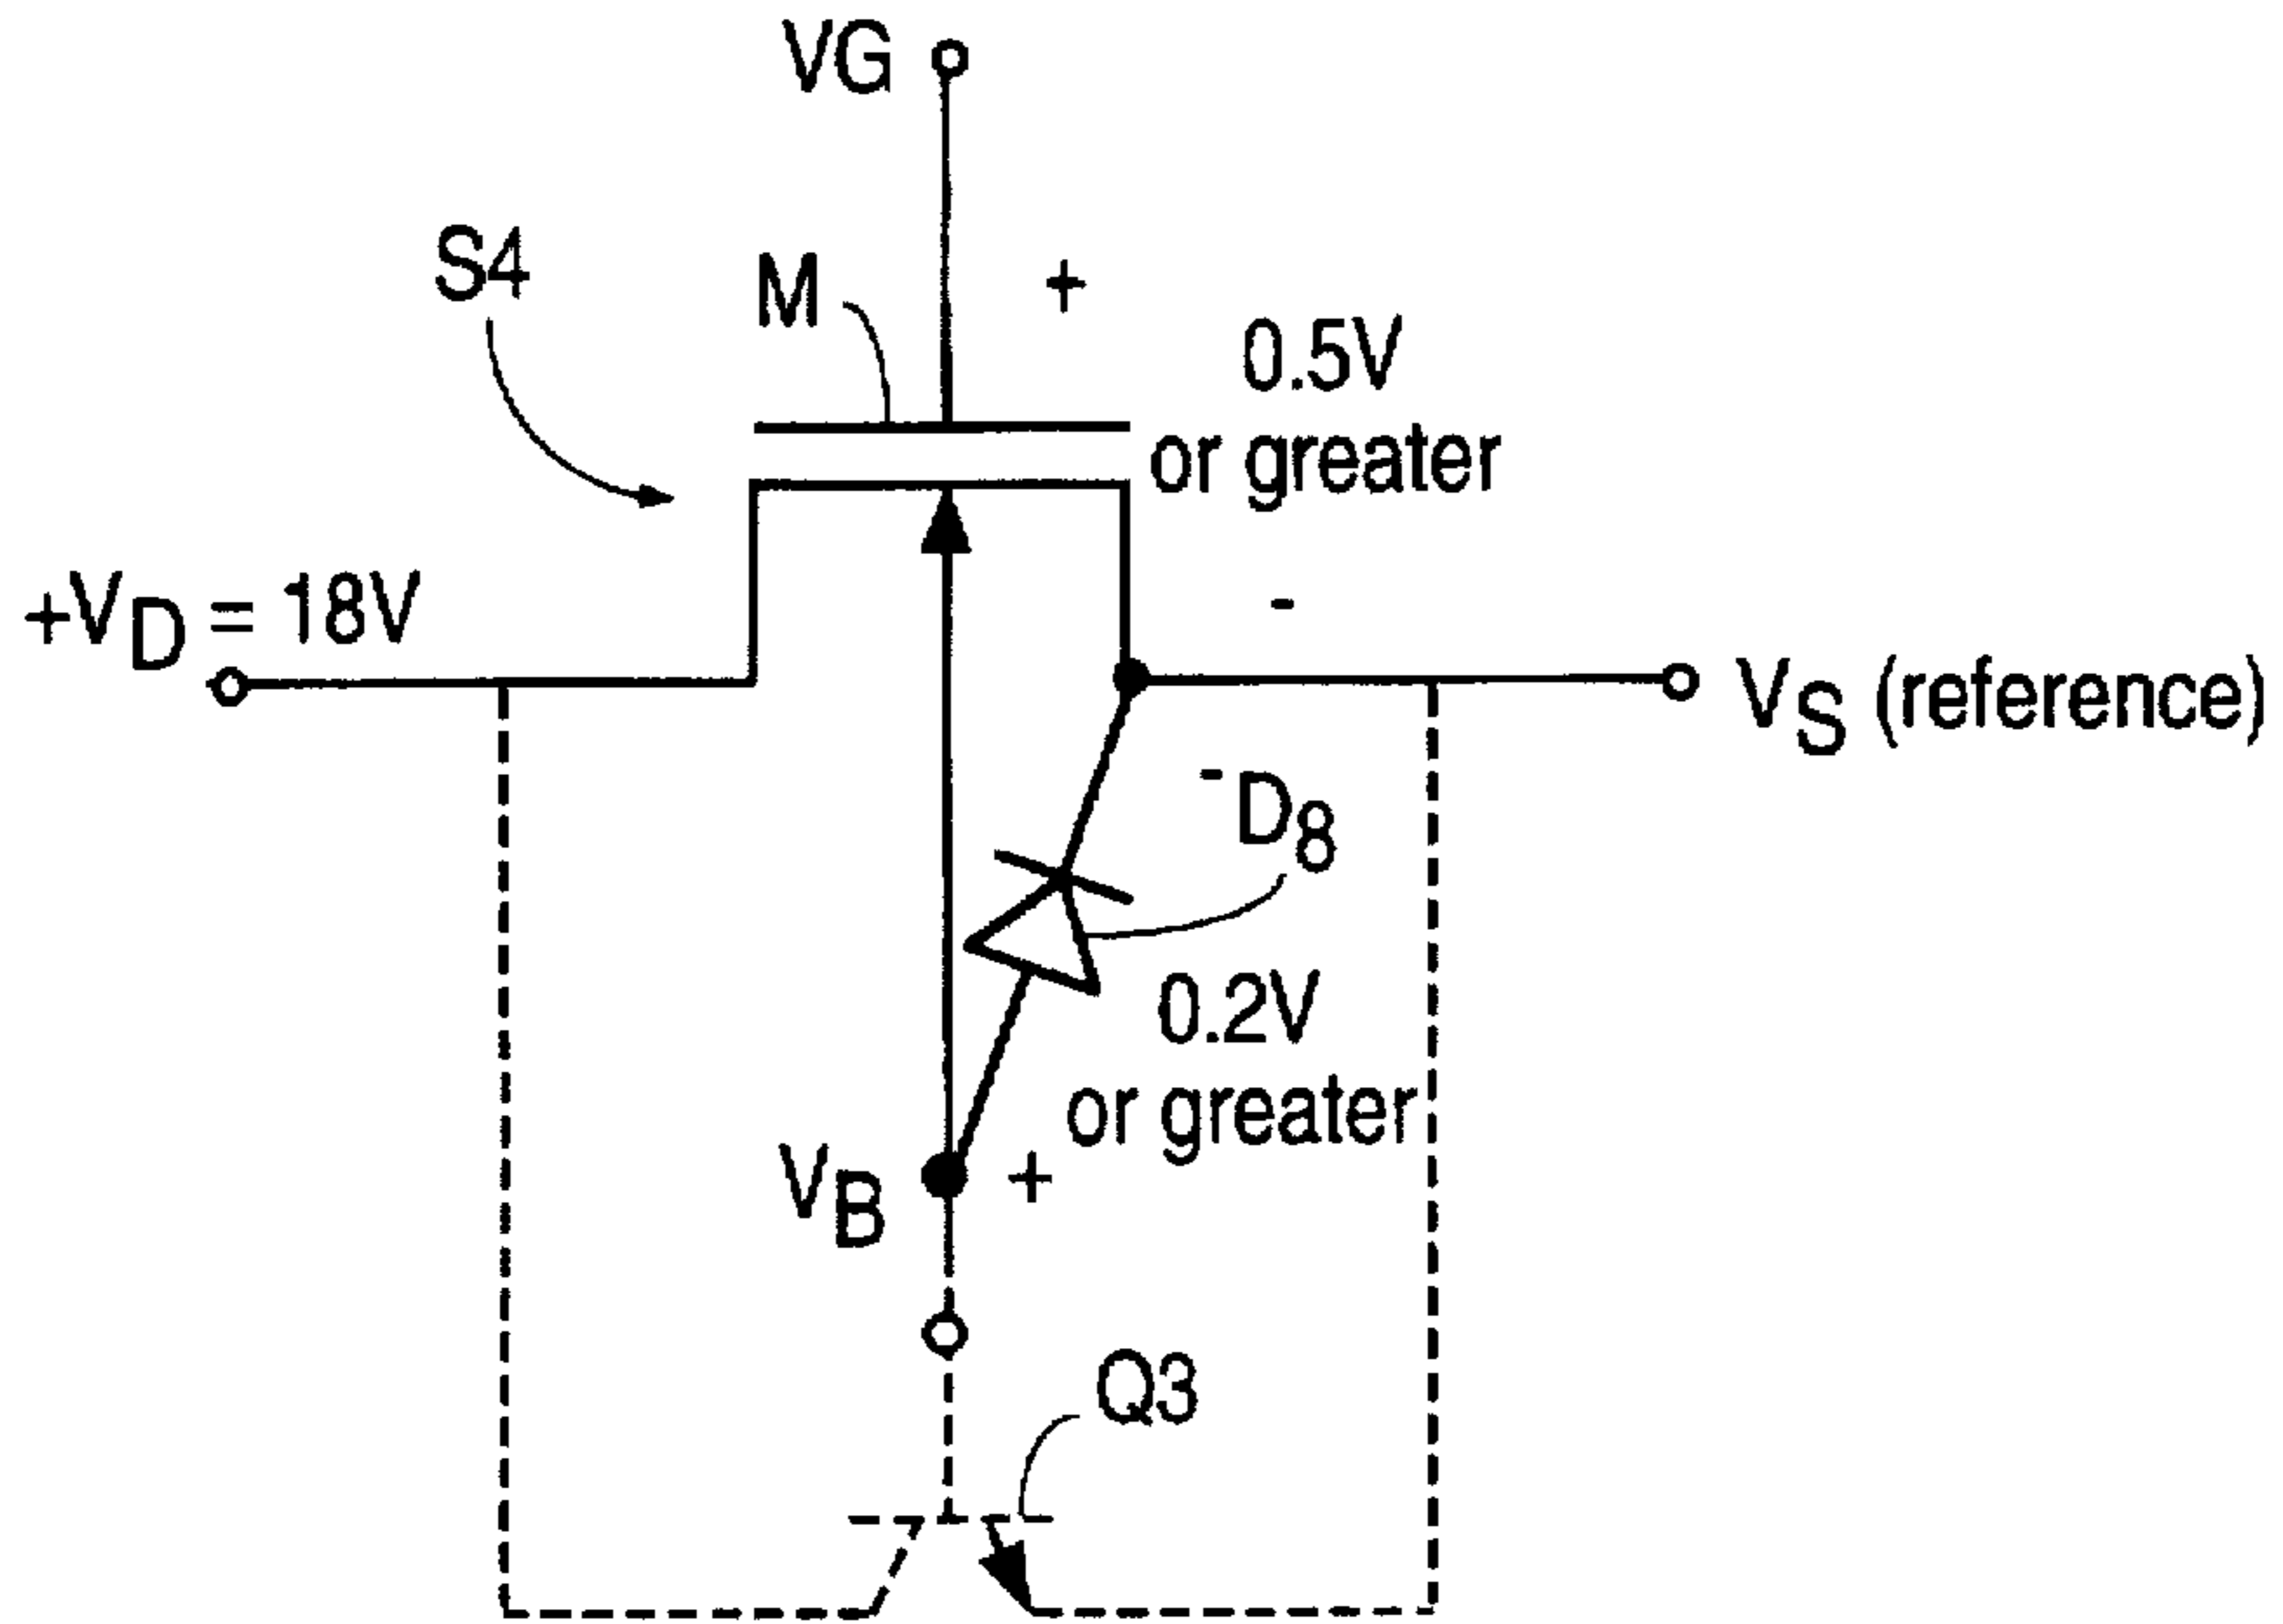 VG
S4
M
+
0.5V
or greater
-
+VD = 18V
VS (reference)
- D8
0.2V
or greater
VB
+
Q3